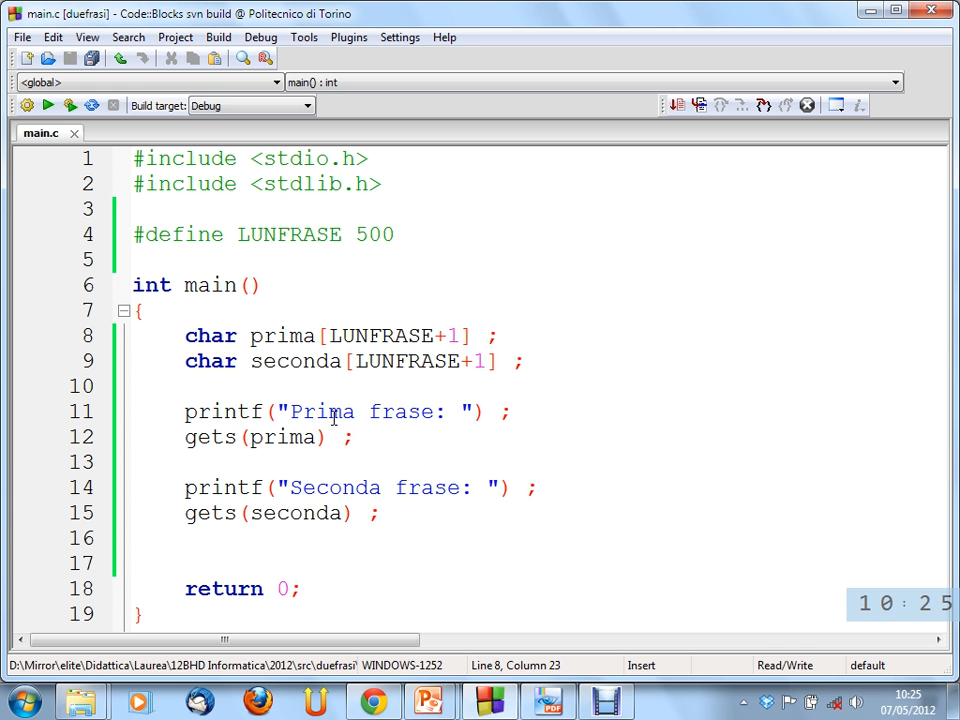 main.c [duefrasi] - Code::Blocks svn build @ Politecnico di Torino
File Edit View Search Project Build Debug Tools Plugins Settings Help
<global> main() : int
Build target: Debug
main.c
1 #include <stdio.h>
2 #include <stdlib.h>
3
4 #define LUNFRASE 500
5
6 int main()
7 {
8 char prima[LUNFRASE+1] ;
9 char seconda[LUNFRASE+1] ;
10
11 printf("Prima frase: ") ;
12 gets(prima) ;
13
14 printf("Seconda frase: ") ;
15 gets(seconda) ;
16
17
18 return 0;
19 }
10:25
D:\Mirror\elite\Didattica\Laurea\12BHD Informatica\2012\src\duefrasi\ WINDOWS-1252 Line 8, Column 23 Insert Read/Write default
PDF
10:25
07/05/2012